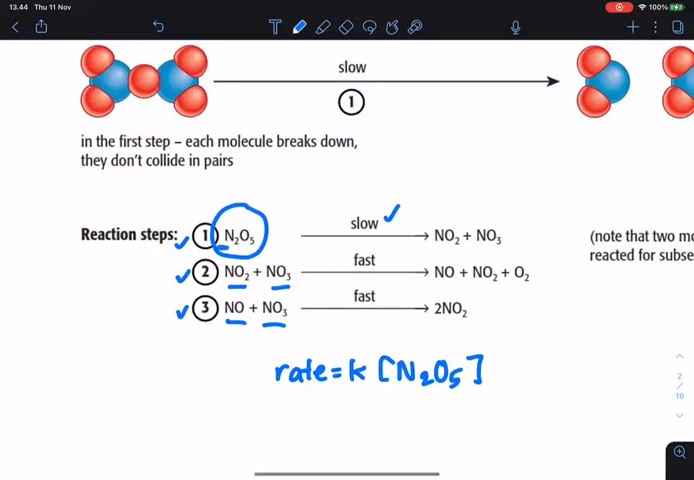 13.44 Thu 11 Nov 100%
slow
1
in the first step – each molecule breaks down,
they don't collide in pairs
Reaction steps: 1 N₂O₅ slow NO₂ + NO₃
(note that two
reacted for
2 NO₂ + NO₃ fast NO + NO₂ + O₂
3 NO + NO₃ fast 2NO₂
rate = k [N₂O₅]
2
/
16